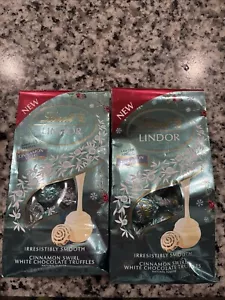 NEW
LINDOR
IRRESISTIBLY SMOOTH
CINNAMON SWIRL
WHITE CHOCOLATE TRUFFLES
NEW
LINDOR
IRRESISTIBLY SMOOTH
CINNAMON SWIRL
WHITE CHOCOLATE TRUFFLES